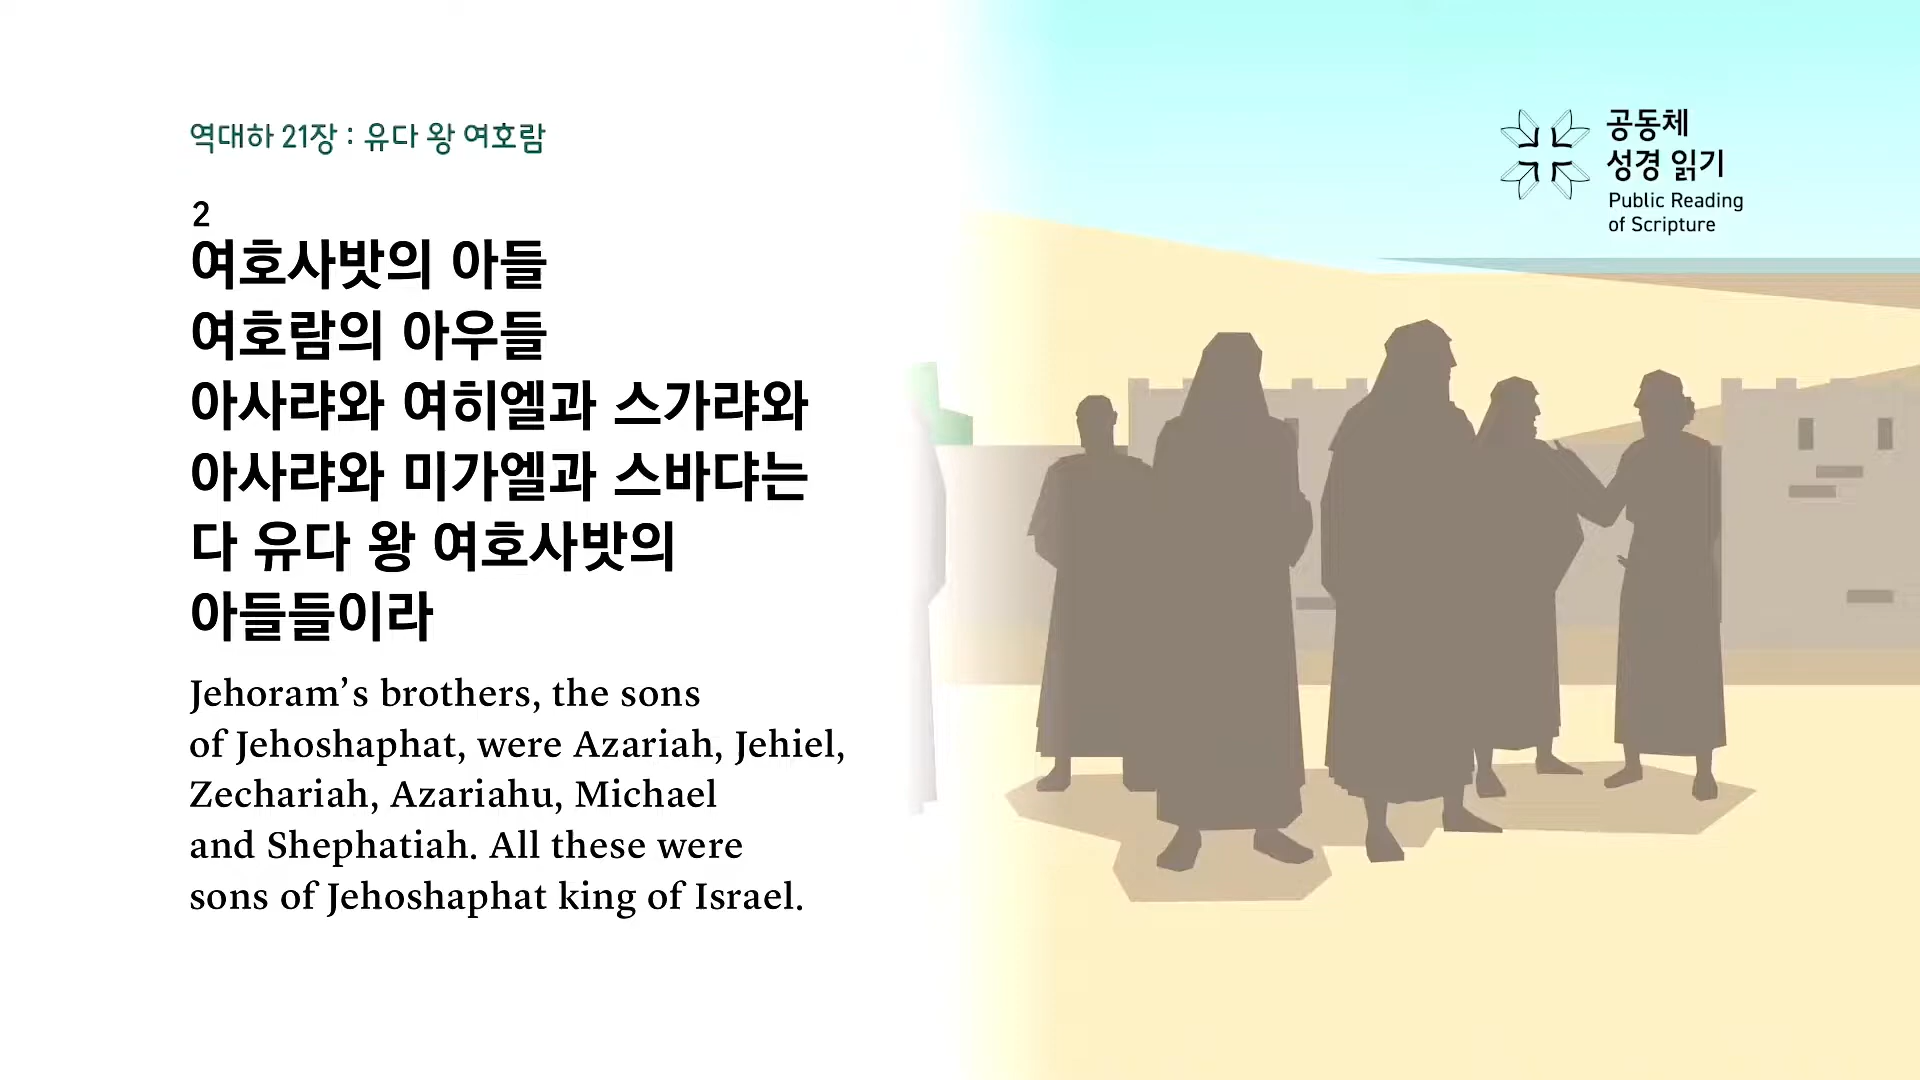 역대하 21장 : 유다 왕 여호람
2
여호사밧의 아들
여호람의 아우들
아사랴와 여히엘과 스가랴와
아사랴와 미가엘과 스바댜는
다 유다 왕 여호사밧의
아들들이라
Jehoram’s brothers, the sons
of Jehoshaphat, were Azariah, Jehiel,
Zechariah, Azariahu, Michael
and Shephatiah. All these were
sons of Jehoshaphat king of Israel.
공동체
성경 읽기
Public Reading
of Scripture